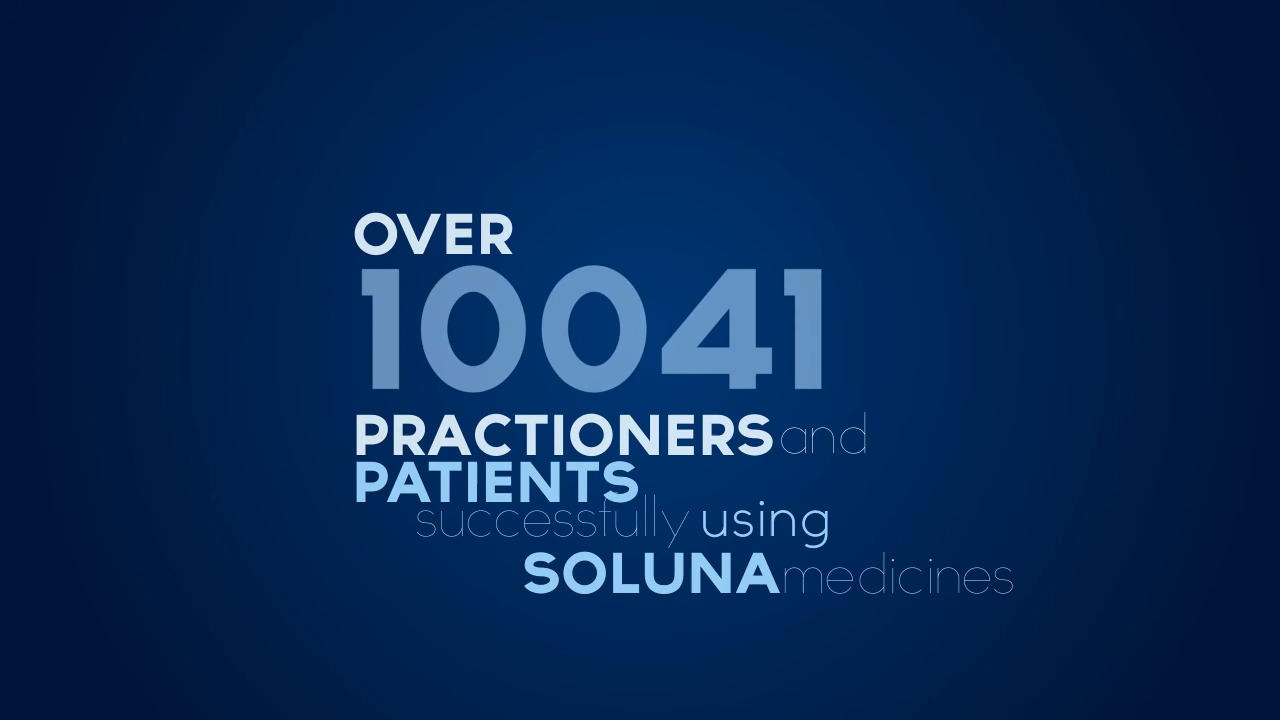 OVER
10041
PRACTIONERS and
PATIENTS
successfully using
SOLUNA medicines